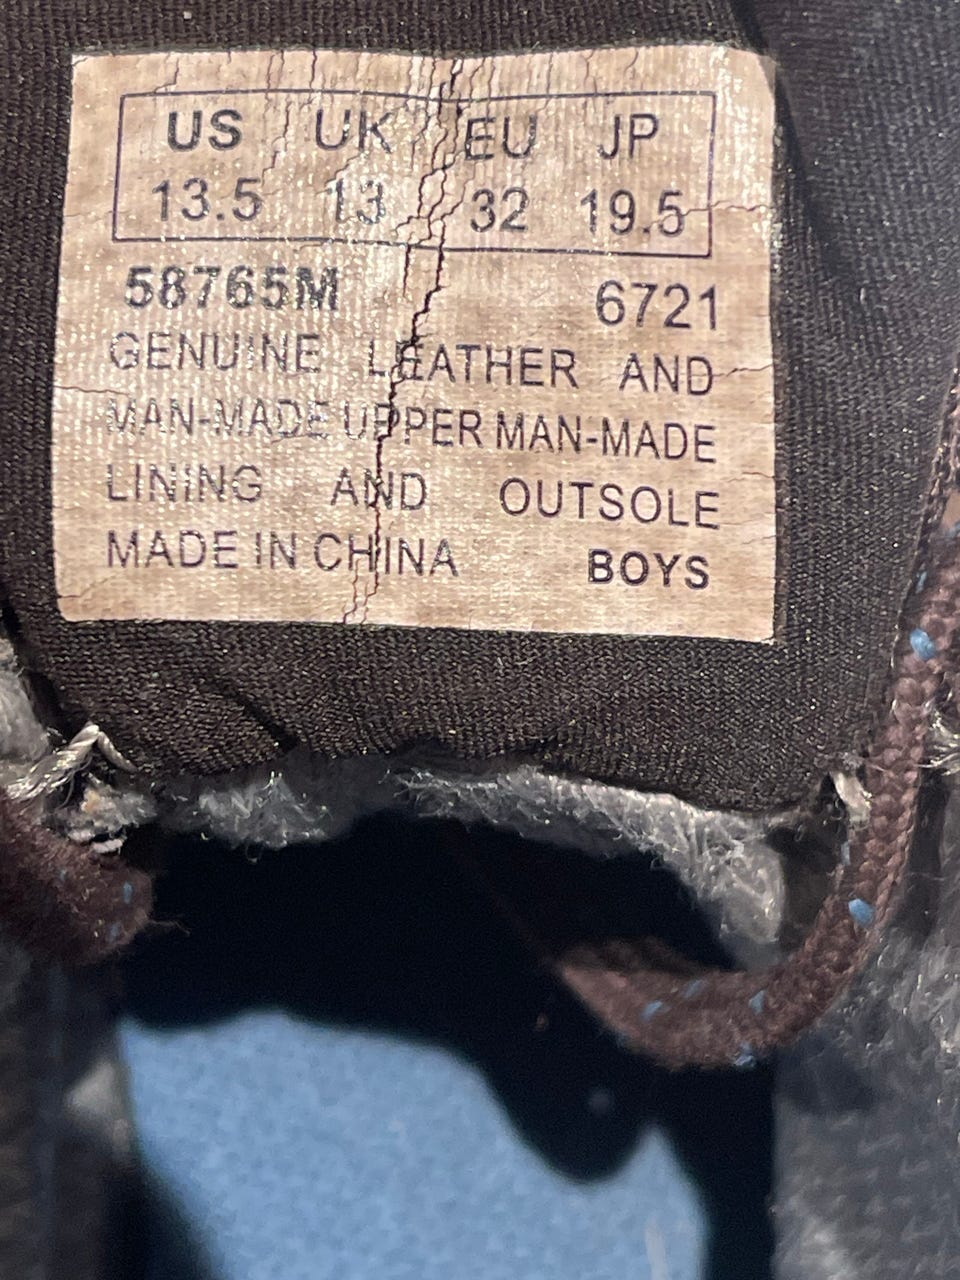 US UK EU JP
13.5 13 32 19.5
58765M 6721
GENUINE LEATHER AND
MAN-MADE UPPER MAN-MADE
LINING AND OUTSOLE
MADE IN CHINA BOYS